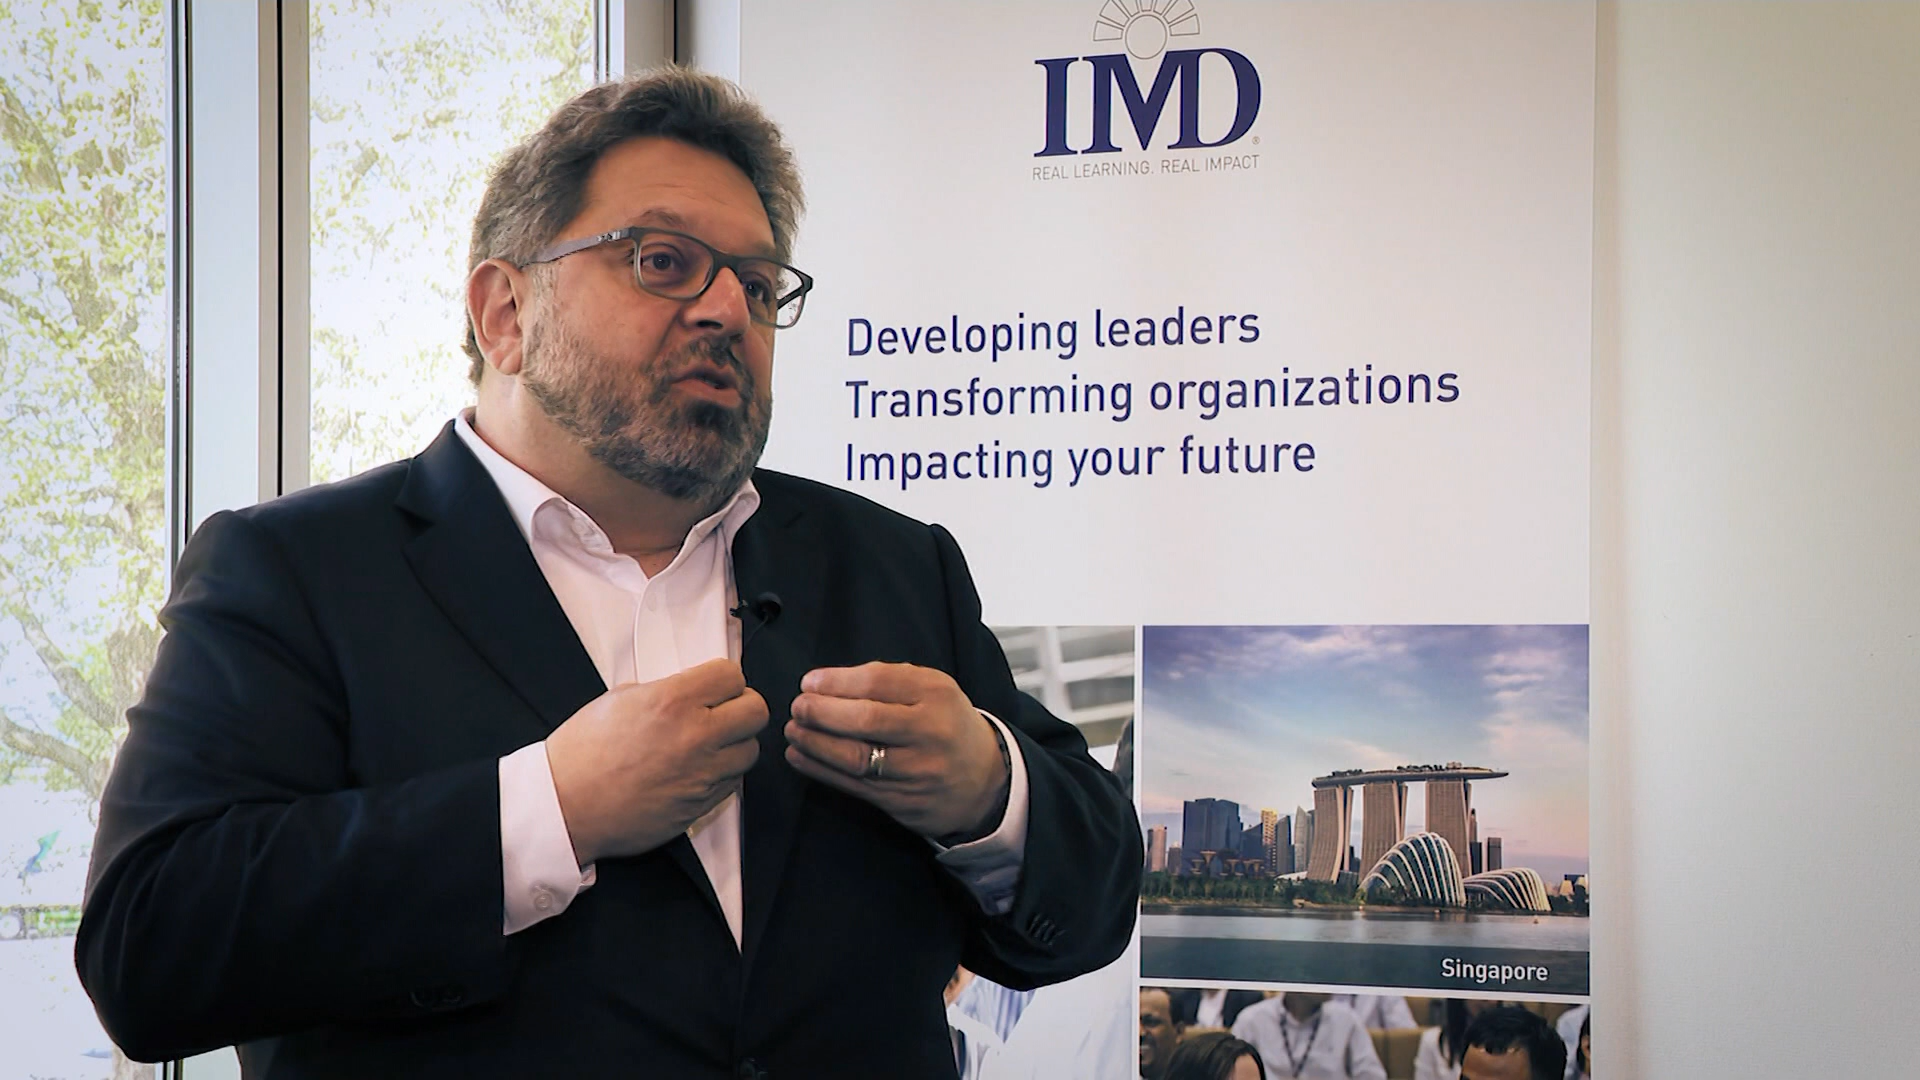 IMD
REAL LEARNING. REAL IMPACT
Developing leaders
Transforming organizations
Impacting your future
Singapore